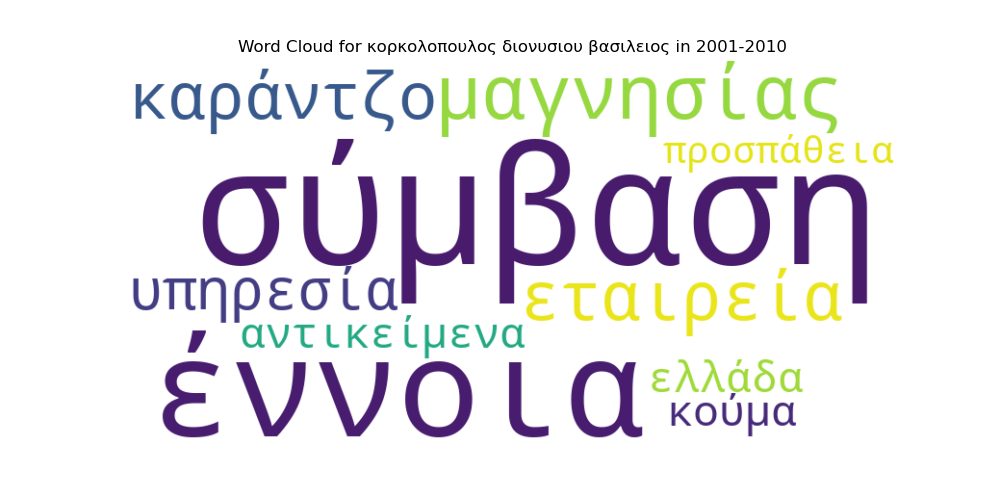 Word Cloud for κορκολοπουλος διονυσιου βασιλειος in 2001-2010
καράντζο μαγνησίας
προσπάθεια
σύμβαση
υπηρεσία εταιρεία
αντικείμενα
έννοια ελλάδα
κούμα